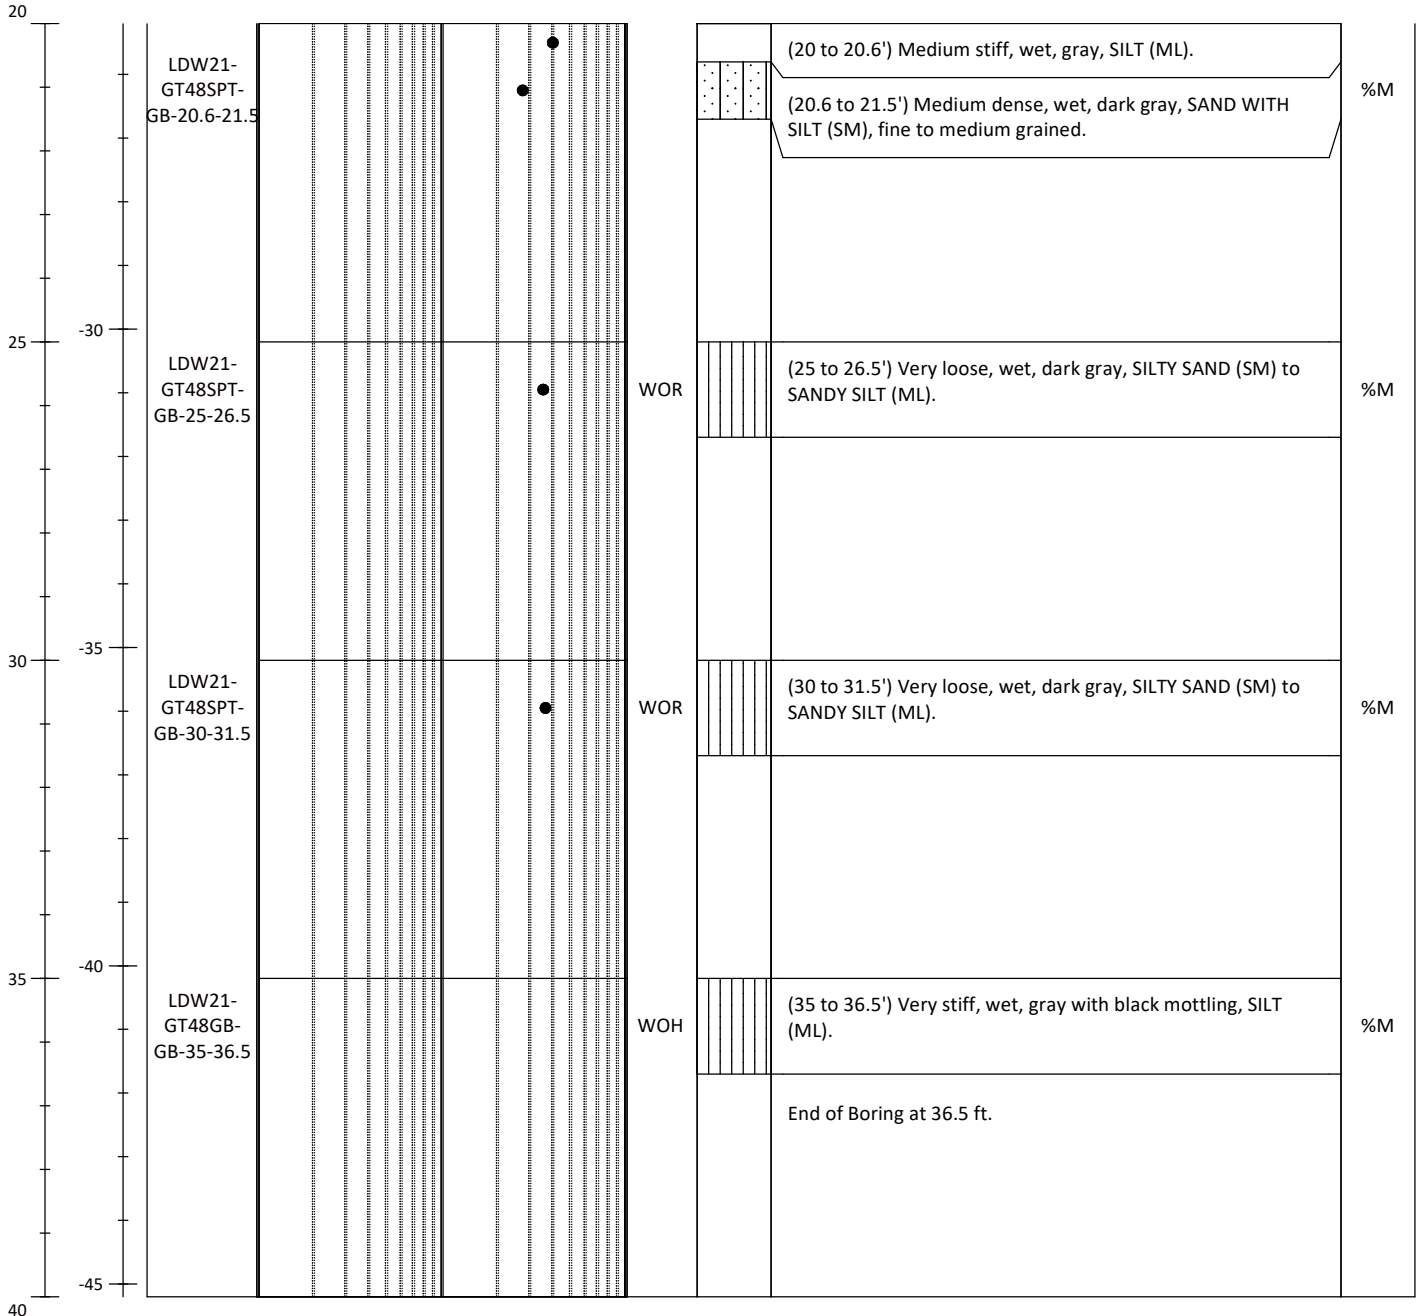 20
(20 to 20.6') Medium stiff, wet, gray, SILT (ML).
LDW21-
GT48SPT-
GB-20.6-21.5
%M
(20.6 to 21.5') Medium dense, wet, dark gray, SAND WITH
SILT (SM), fine to medium grained.
-30
25
LDW21-
GT48SPT-
GB-25-26.5
WOR
(25 to 26.5') Very loose, wet, dark gray, SILTY SAND (SM) to
SANDY SILT (ML).
%M
-35
30
LDW21-
GT48SPT-
GB-30-31.5
WOR
(30 to 31.5') Very loose, wet, dark gray, SILTY SAND (SM) to
SANDY SILT (ML).
%M
-40
35
LDW21-
GT48GB-
GB-35-36.5
WOH
(35 to 36.5') Very stiff, wet, gray with black mottling, SILT
(ML).
%M
End of Boring at 36.5 ft.
-45
40